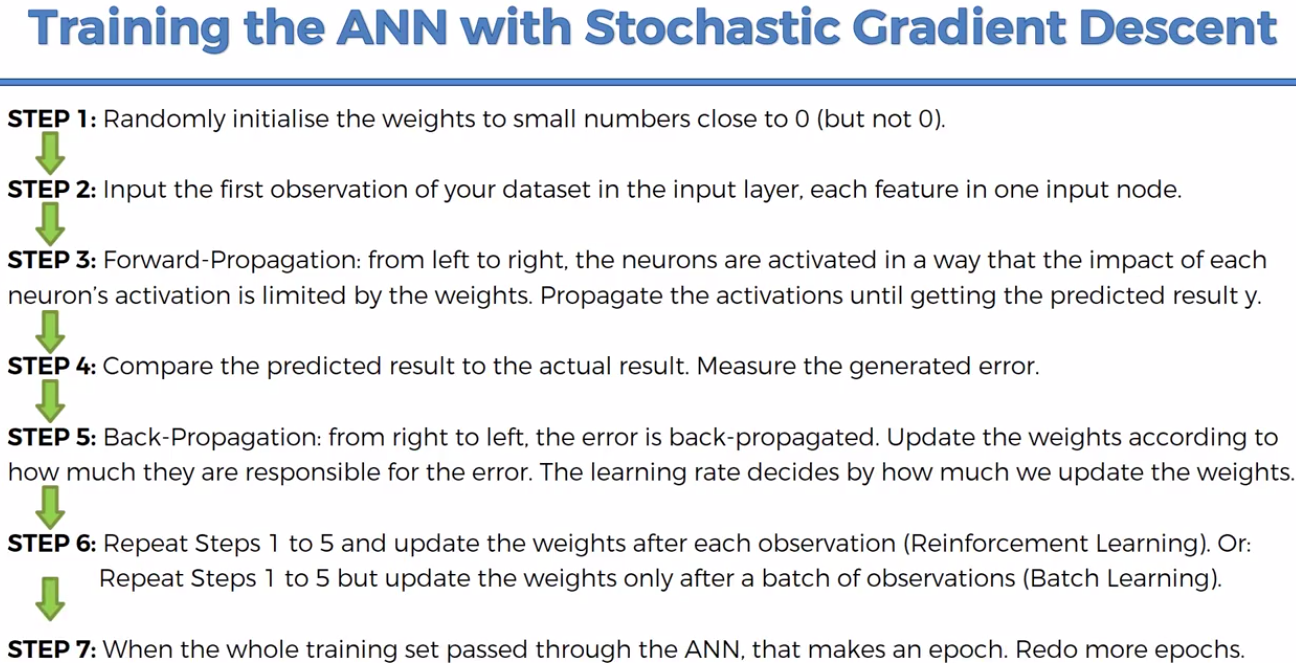 Training the ANN with Stochastic Gradient Descent
STEP 1: Randomly initialise the weights to small numbers close to 0 (but not 0).
STEP 2: Input the first observation of your dataset in the input layer, each feature in one input node.
STEP 3: Forward-Propagation: from left to right, the neurons are activated in a way that the impact of each
neuron's activation is limited by the weights. Propagate the activations until getting the predicted result y.
STEP 4: Compare the predicted result to the actual result. Measure the generated error.
STEP 5: Back-Propagation: from right to left, the error is back-propagated. Update the weights according to
how much they are responsible for the error. The learning rate decides by how much we update the weights.
STEP 6: Repeat Steps 1 to 5 and update the weights after each observation (Reinforcement Learning). Or:
Repeat Steps 1 to 5 but update the weights only after a batch of observations (Batch Learning).
STEP 7: When the whole training set passed through the ANN, that makes an epoch. Redo more epochs.